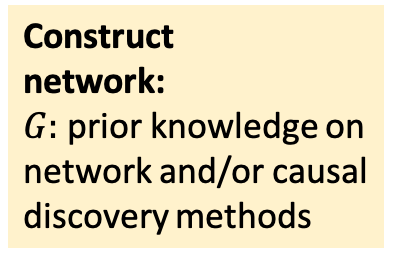 Construct
network:
G: prior knowledge on
network and/or causal
discovery methods